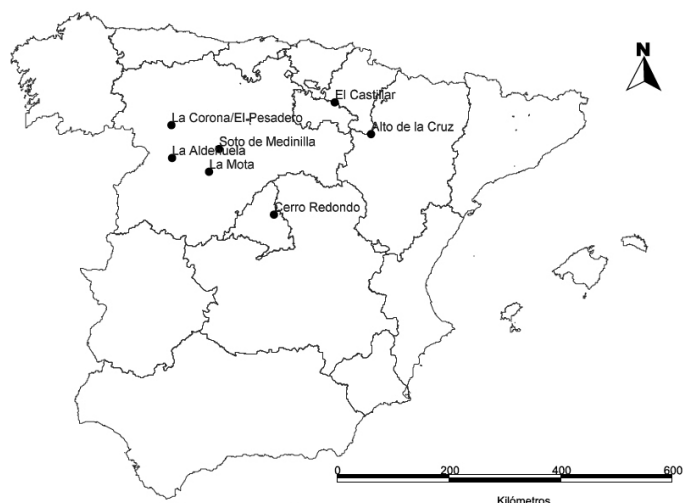 N
El Castillar
La Corona/El Pesadero
Alto de la Cruz
Soto de Medinilla
La Aldehuela
La Mota
Cerro Redondo
0 200 400 600
Kilómetros